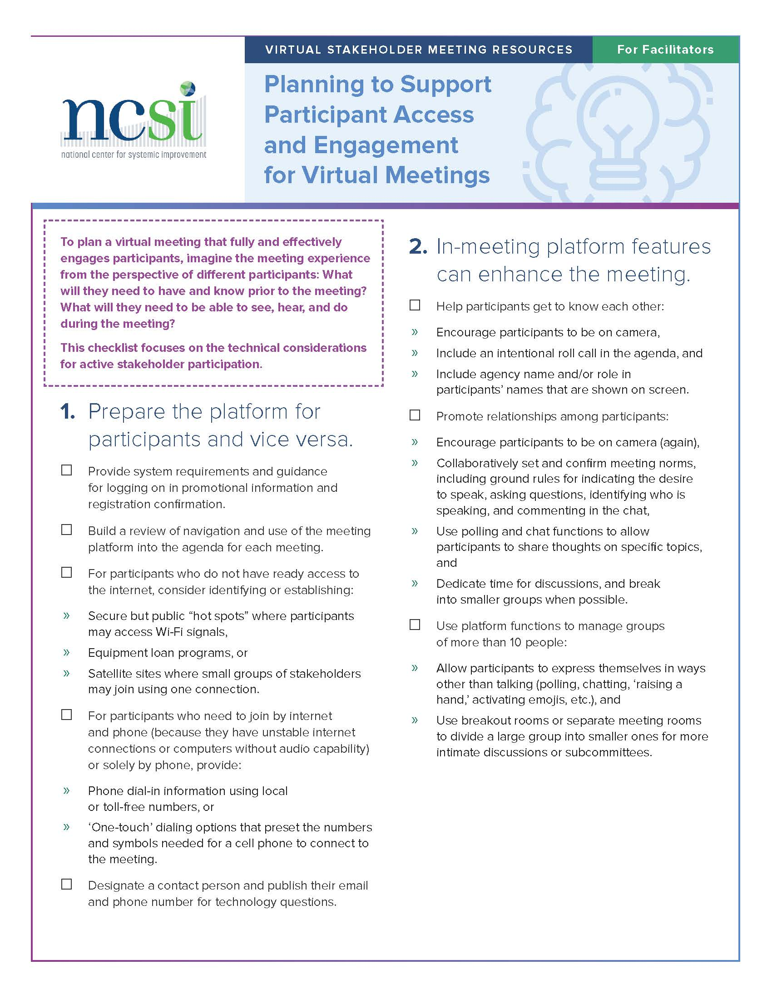 VIRTUAL STAKEHOLDER MEETING RESOURCES
For Facilitators
ncsi
national center for systemic improvement
Planning to Support
Participant Access
and Engagement
for Virtual Meetings
To plan a virtual meeting that fully and effectively
engages participants, imagine the meeting experience
from the perspective of different participants: What
will they need to have and know prior to the meeting?
What will they need to be able to see, hear, and do
during the meeting?
This checklist focuses on the technical considerations
for active stakeholder participation.
1. Prepare the platform for
participants and vice versa.
☐ Provide system requirements and guidance
for logging on in promotional information and
registration confirmation.
☐ Build a review of navigation and use of the meeting
platform into the agenda for each meeting.
☐ For participants who do not have ready access to
the internet, consider identifying or establishing:
» Secure but public “hot spots” where participants
may access Wi-Fi signals,
» Equipment loan programs, or
» Satellite sites where small groups of stakeholders
may join using one connection.
☐ For participants who need to join by internet
and phone (because they have unstable internet
connections or computers without audio capability)
or solely by phone, provide:
» Phone dial-in information using local
or toll-free numbers, or
» ‘One-touch’ dialing options that preset the numbers
and symbols needed for a cell phone to connect to
the meeting.
☐ Designate a contact person and publish their email
and phone number for technology questions.
2. In-meeting platform features
can enhance the meeting.
☐ Help participants get to know each other:
» Encourage participants to be on camera,
» Include an intentional roll call in the agenda, and
» Include agency name and/or role in
participants’ names that are shown on screen.
☐ Promote relationships among participants:
» Encourage participants to be on camera (again),
» Collaboratively set and confirm meeting norms,
including ground rules for indicating the desire
to speak, asking questions, identifying who is
speaking, and commenting in the chat,
» Use polling and chat functions to allow
participants to share thoughts on specific topics,
and
» Dedicate time for discussions, and break
into smaller groups when possible.
☐ Use platform functions to manage groups
of more than 10 people:
» Allow participants to express themselves in ways
other than talking (polling, chatting, ‘raising a
hand,’ activating emojis, etc.), and
» Use breakout rooms or separate meeting rooms
to divide a large group into smaller ones for more
intimate discussions or subcommittees.